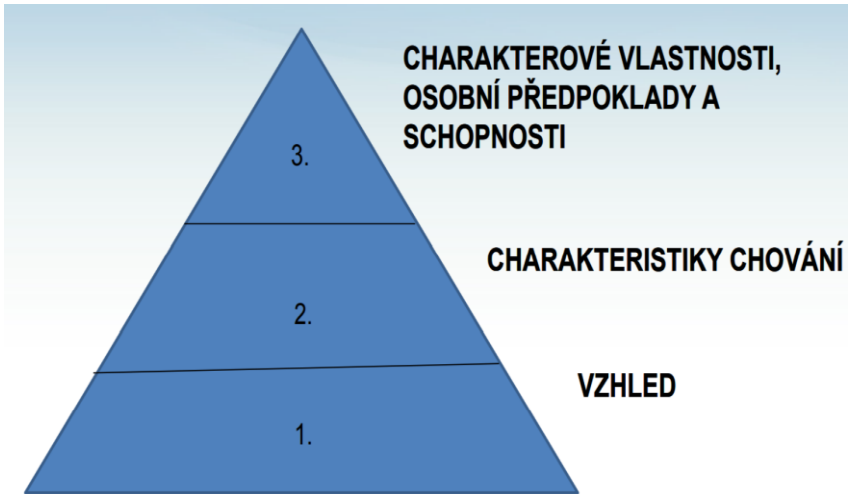 CHARAKTEROVÉ VLASTNOSTI,
OSOBNÍ PŘEDPOKLADY A
SCHOPNOSTI
3.
CHARAKTERISTIKY CHOVÁNÍ
2.
VZHLED
1.